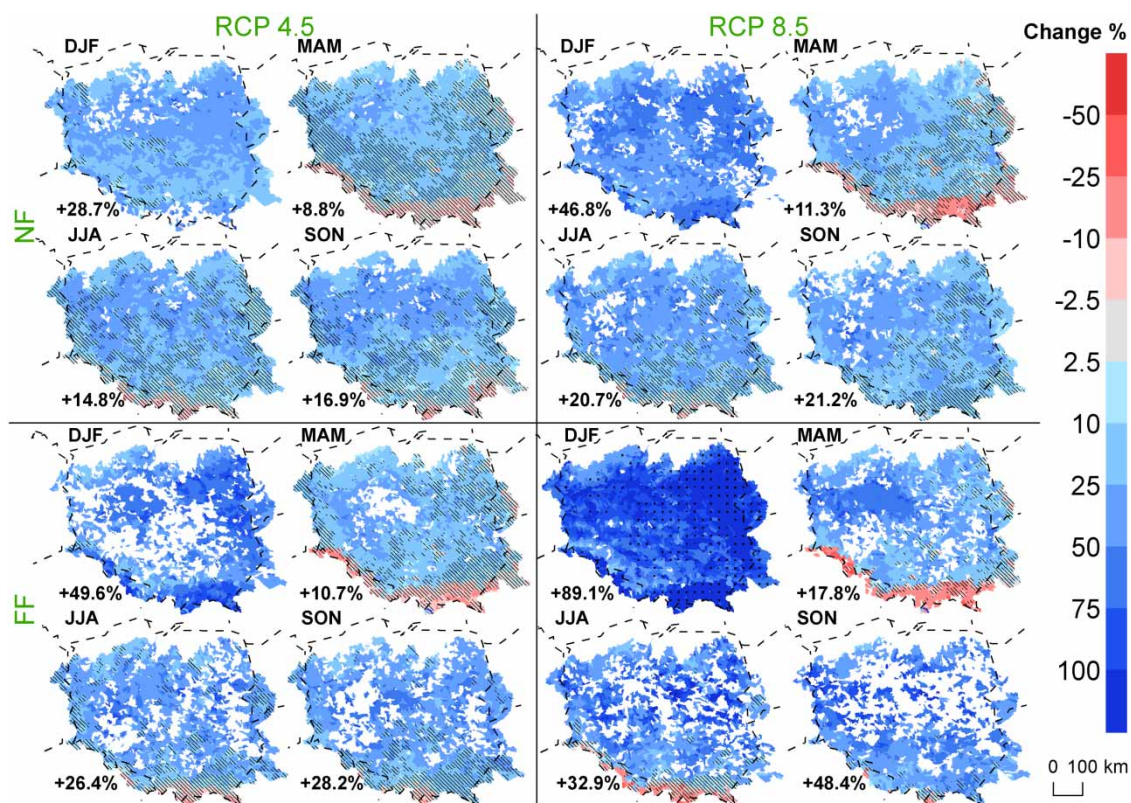 RCP 4.5
RCP 8.5
Change %
NF
DJF
+28.7%
MAM
+8.8%
JJA
+14.8%
SON
+16.9%
DJF
+46.8%
MAM
+11.3%
JJA
+20.7%
SON
+21.2%
FF
DJF
+49.6%
MAM
+10.7%
JJA
+26.4%
SON
+28.2%
DJF
+89.1%
MAM
+17.8%
JJA
+32.9%
SON
+48.4%
-50
-25
-10
-2.5
2.5
10
25
50
75
100
0 100 km